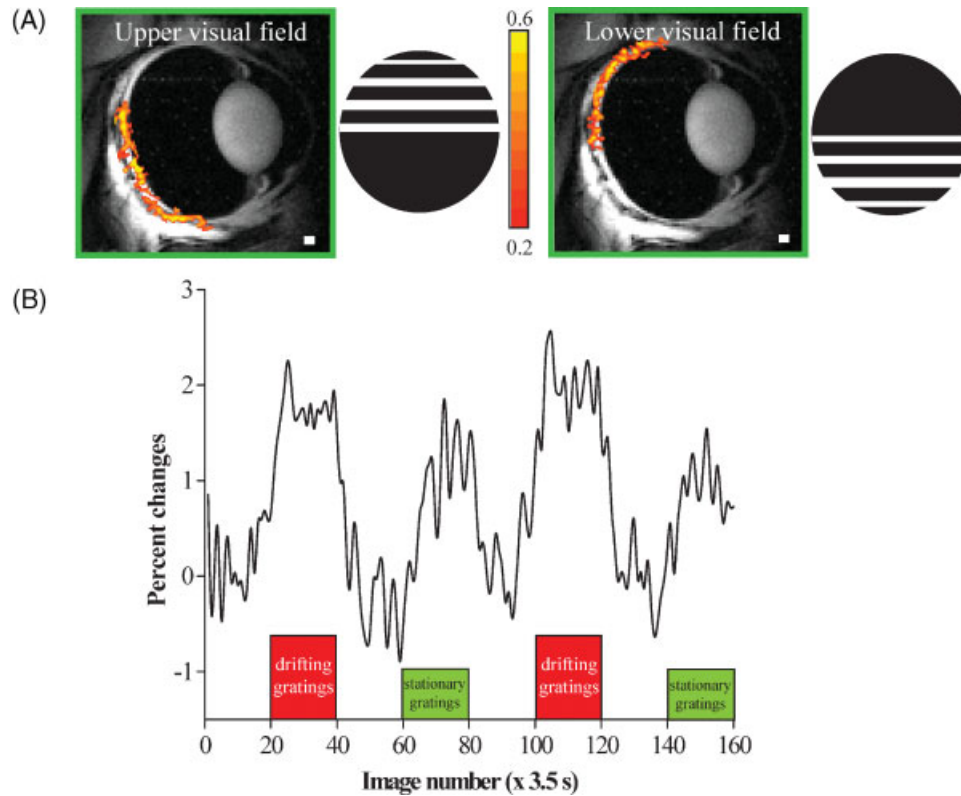 (A)
Upper visual field
0.6
0.2
Lower visual field
(B)
Percent changes
3
2
1
0
-1
drifting
gratings
stationary
gratings
drifting
gratings
stationary
gratings
0 20 40 60 80 100 120 140 160
Image number (x 3.5 s)